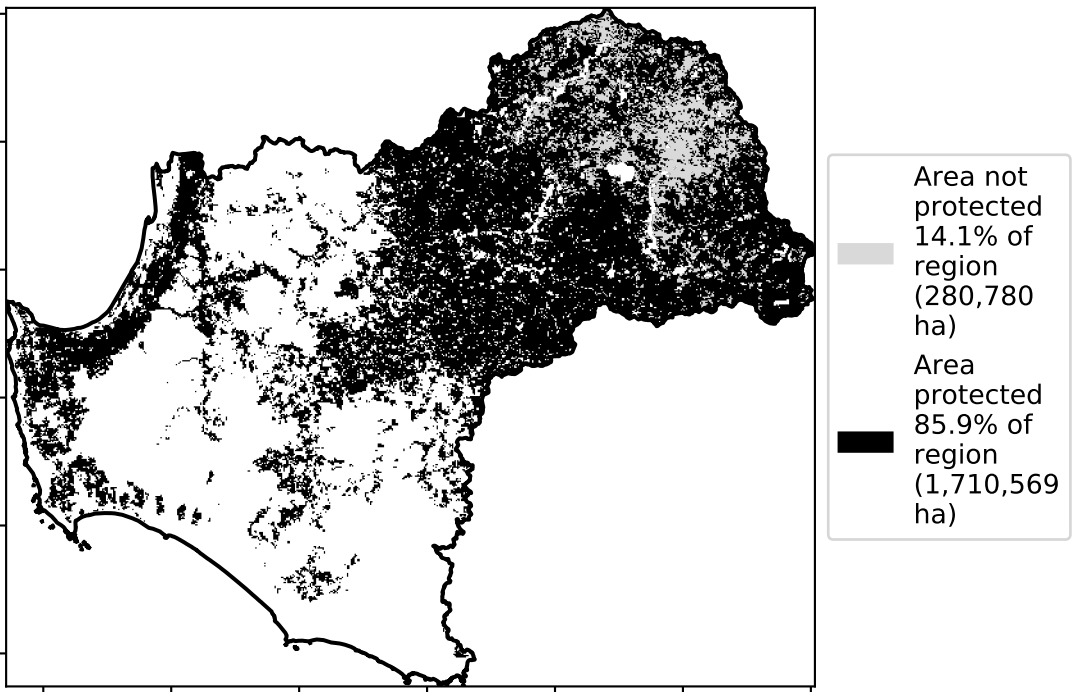 Area not
protected
14.1% of
region
(280,780
ha)
Area
protected
85.9% of
region
(1,710,569
ha)